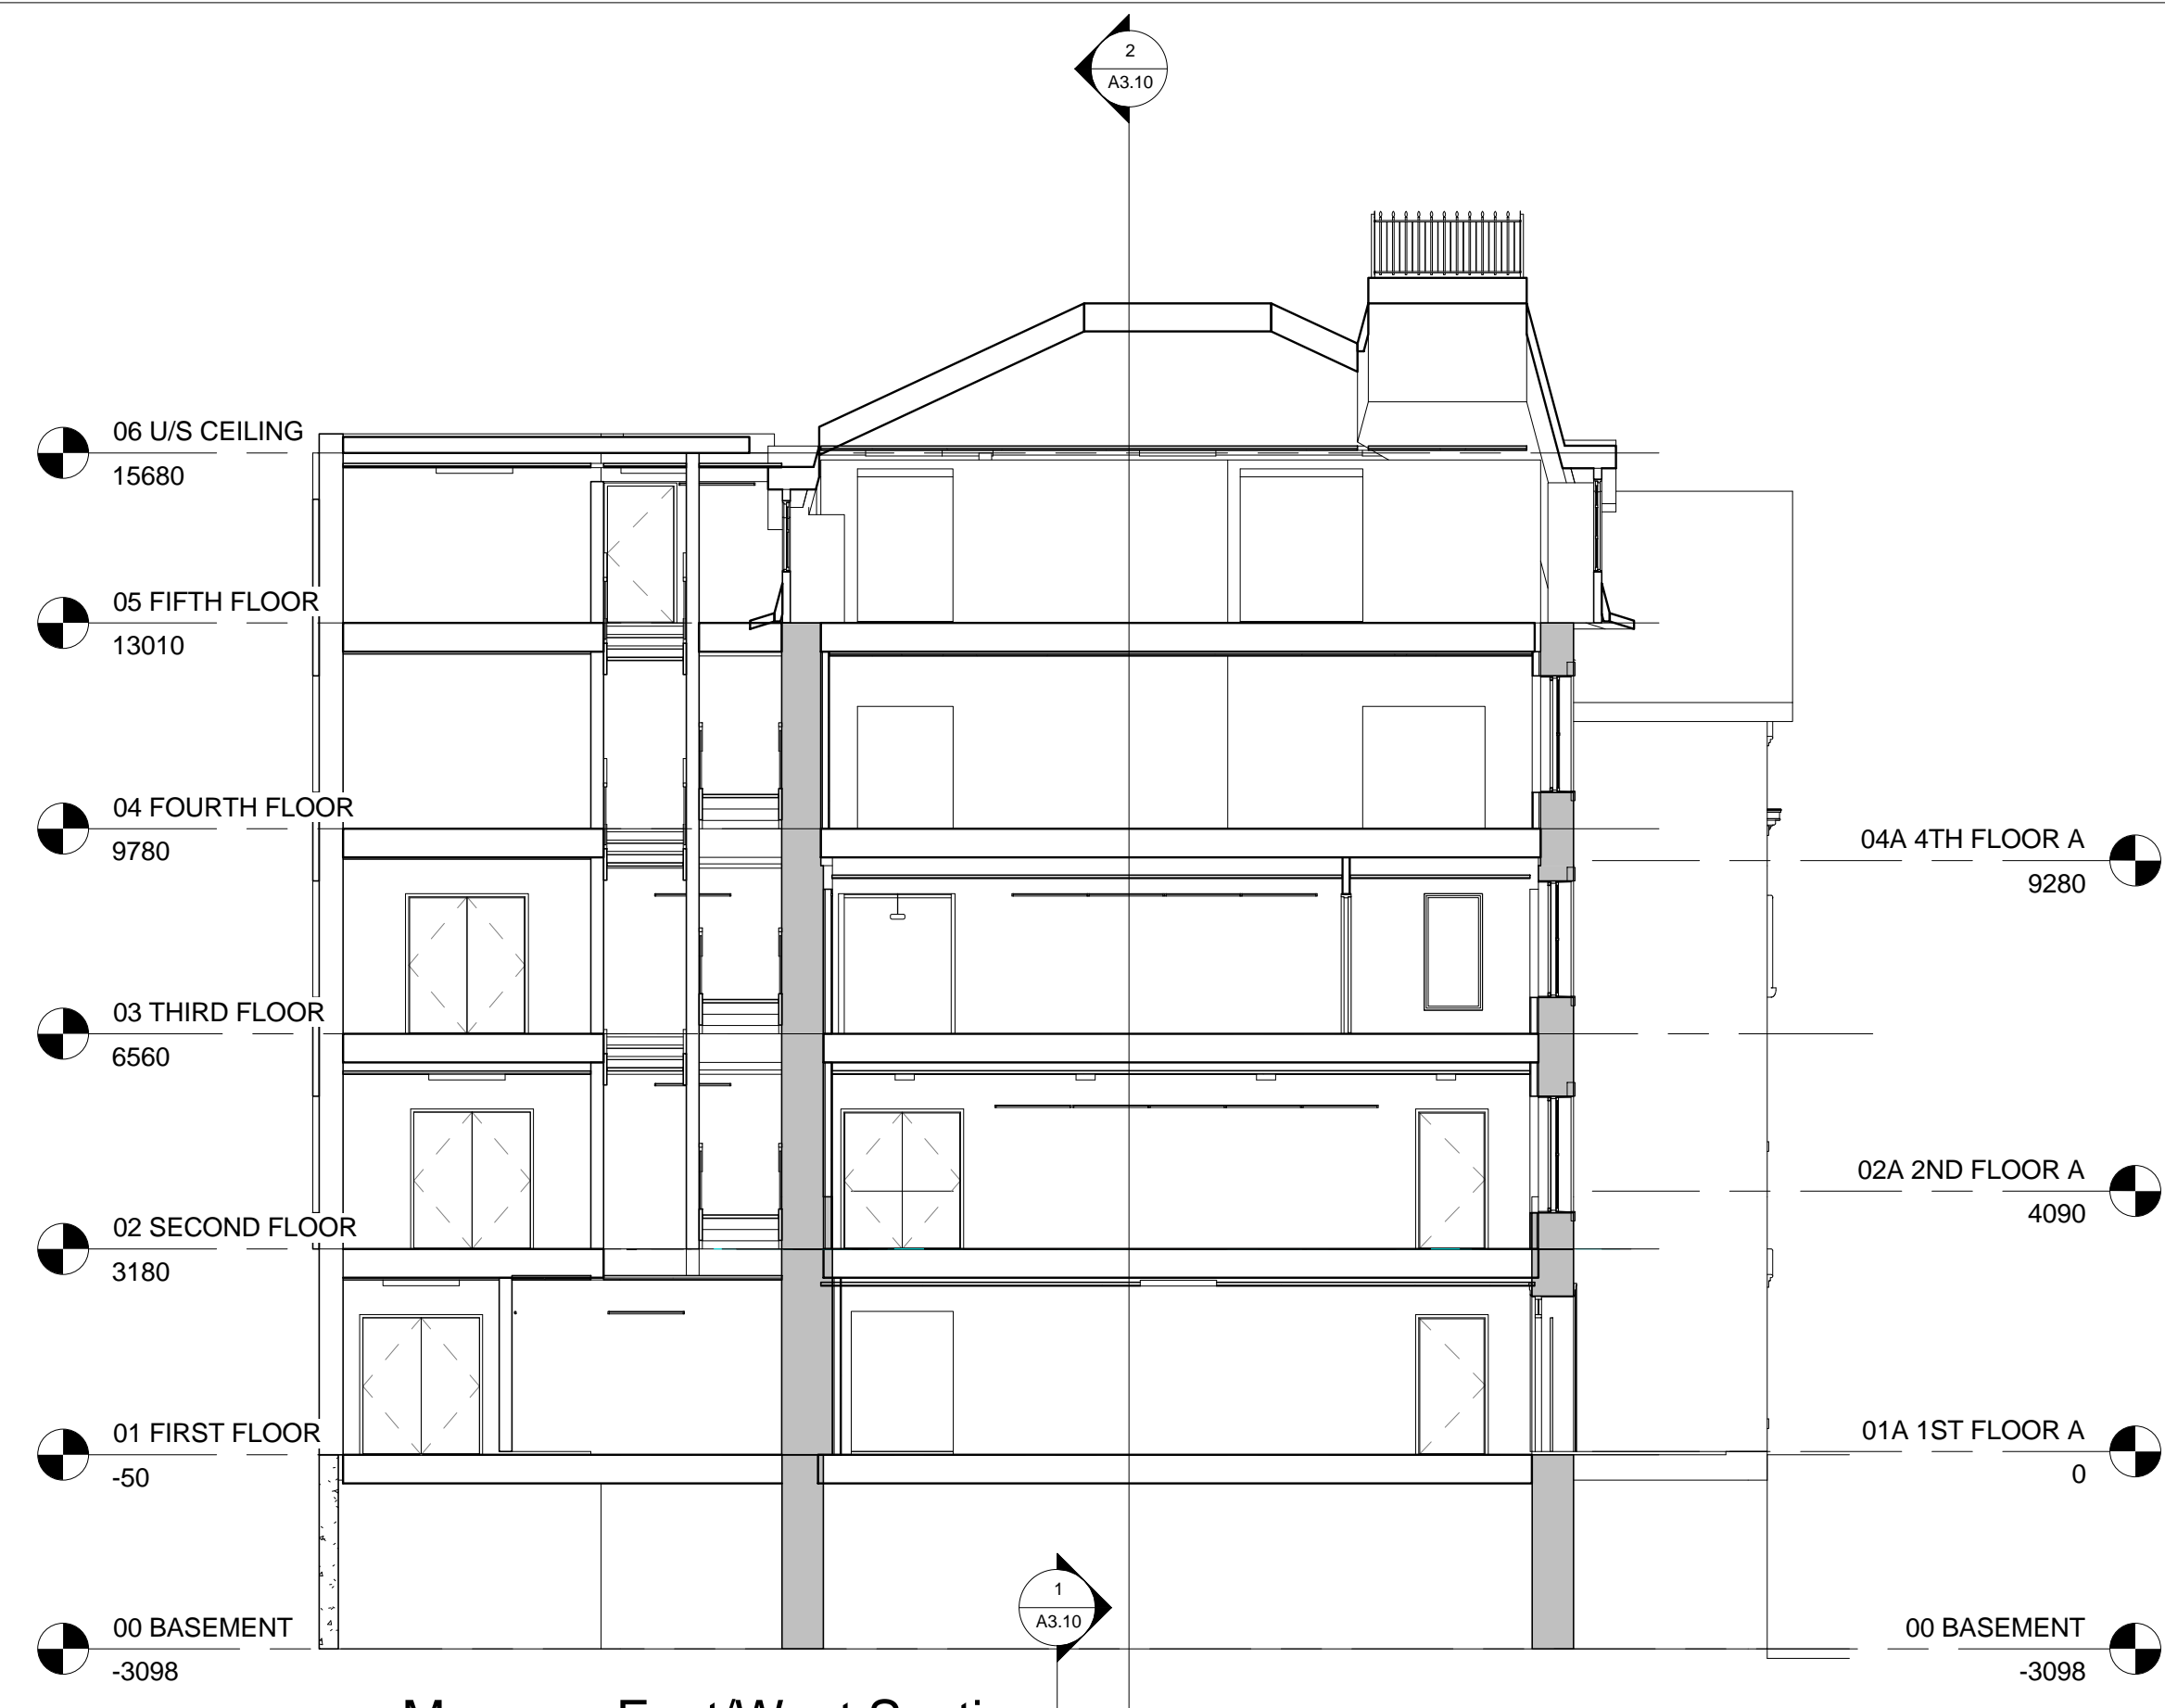 2
A3.10
06 U/S CEILING
15680
05 FIFTH FLOOR
13010
04 FOURTH FLOOR
9780
04A 4TH FLOOR A
9280
03 THIRD FLOOR
6560
02A 2ND FLOOR A
4090
02 SECOND FLOOR
3180
01 FIRST FLOOR
-50
01A 1ST FLOOR A
0
1
A3.10
00 BASEMENT
-3098
00 BASEMENT
-3098
East/West